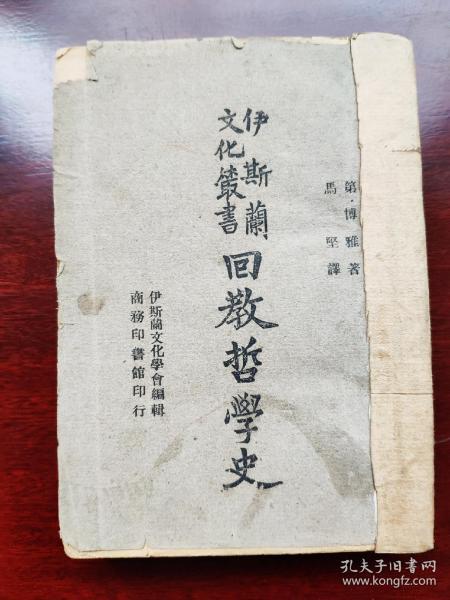 第·博雅著
馬堅譯
伊斯蘭
文化叢書
回教哲學史
伊斯蘭文化學會編輯
商務印書館印行
孔夫子旧书网
www.kongfz.com